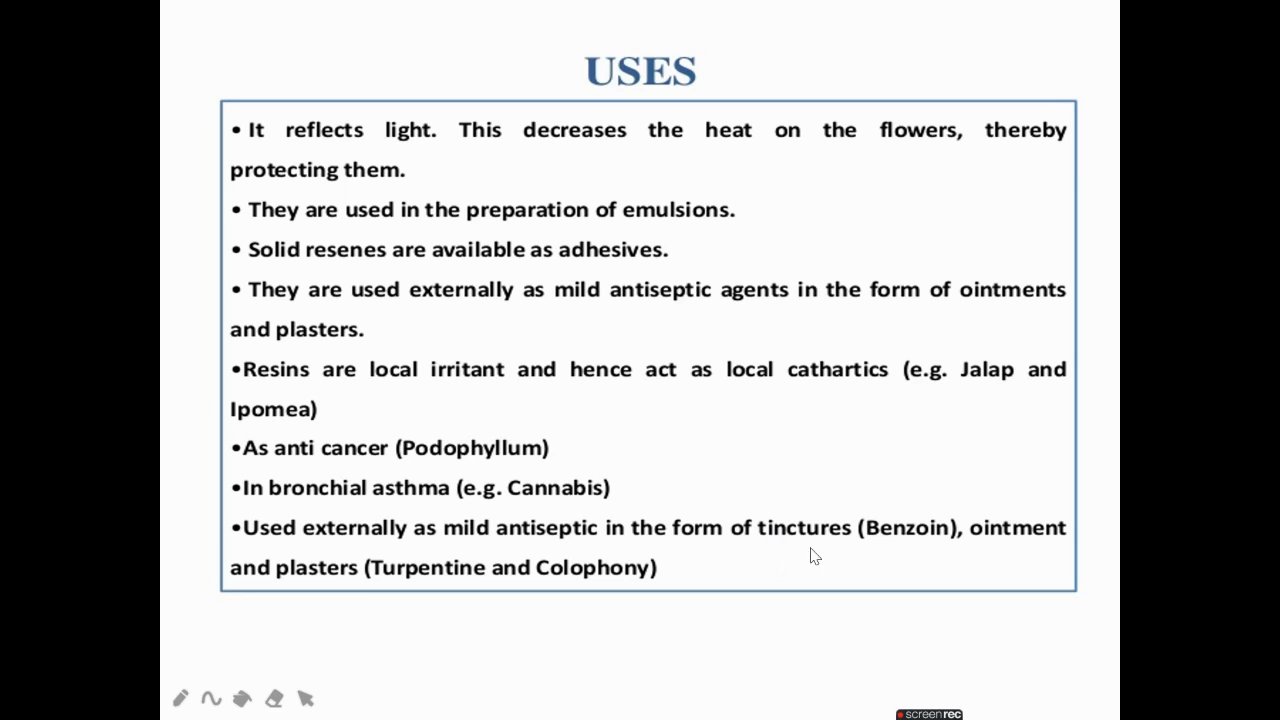 USES
• It reflects light. This decreases the heat on the flowers, thereby
protecting them.
• They are used in the preparation of emulsions.
• Solid resenes are available as adhesives.
• They are used externally as mild antiseptic agents in the form of ointments
and plasters.
•Resins are local irritant and hence act as local cathartics (e.g. Jalap and
Ipomea)
•As anti cancer (Podophyllum)
•In bronchial asthma (e.g. Cannabis)
•Used externally as mild antiseptic in the form of tinctures (Benzoin), ointment
and plasters (Turpentine and Colophony)
screenrec